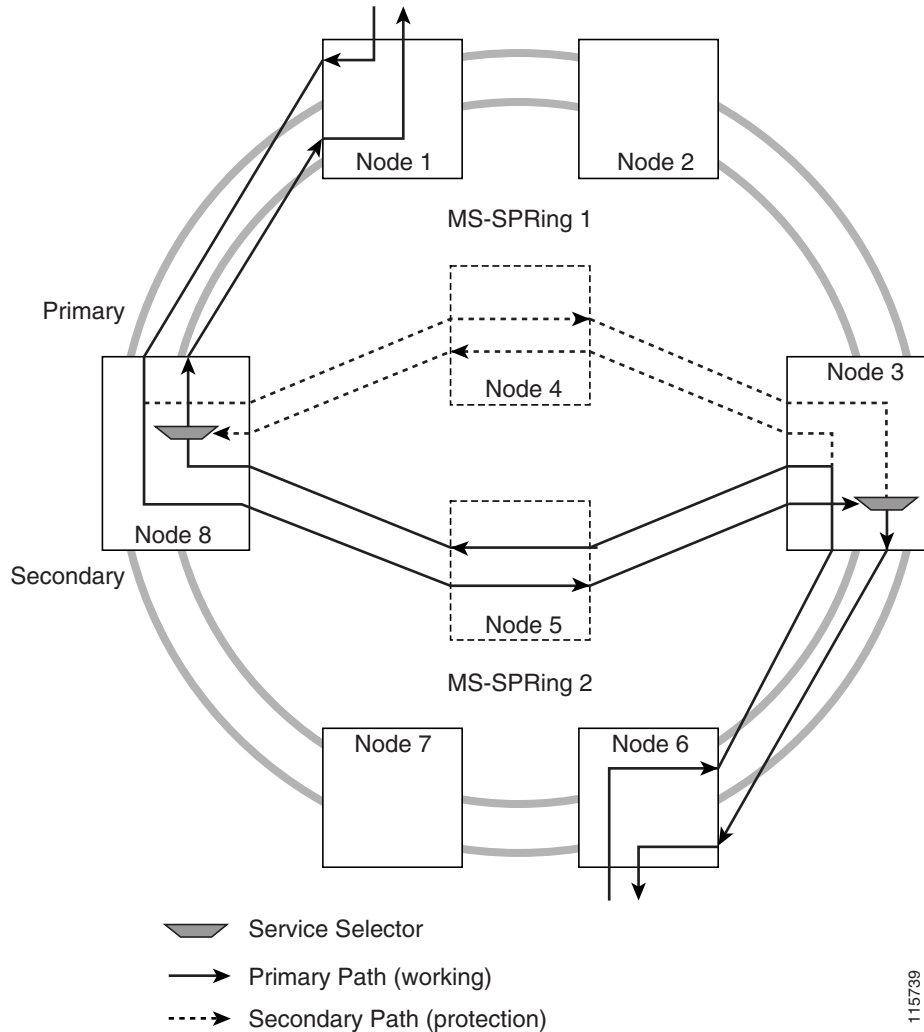 Node 1
Node 2
MS-SPRing 1
Primary
Node 4
Node 3
Node 8
Secondary
Node 5
MS-SPRing 2
Node 7
Node 6
Service Selector
Primary Path (working)
Secondary Path (protection)
115739